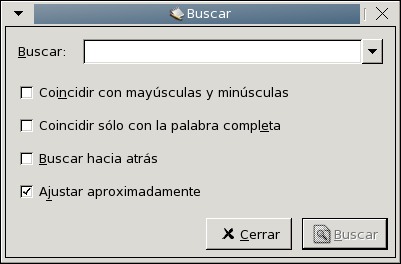 Buscar
Buscar:
Coincidir con mayúsculas y minúsculas
Coincidir sólo con la palabra completa
Buscar hacia atrás
Ajustar aproximadamente
Cerrar Buscar